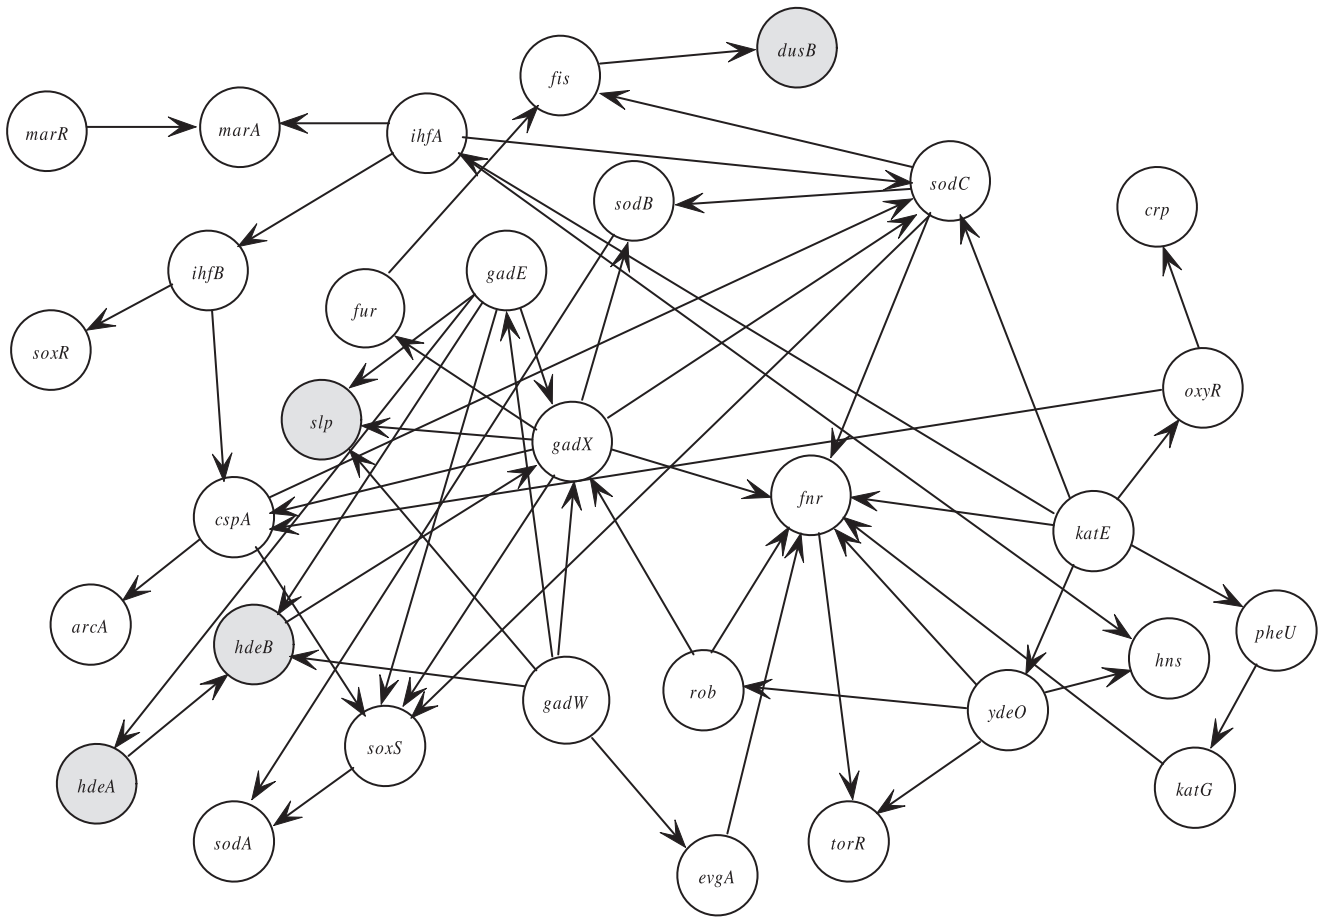 dusB
fis
marR
marA
ihfA
sodC
sodB
crp
ihfB
gadE
fur
soxR
oxyR
slp
gadX
fnr
cspA
katE
arcA
hdeB
pheU
hns
rob
gadW
ydeO
soxS
hdeA
katG
sodA
torR
evgA